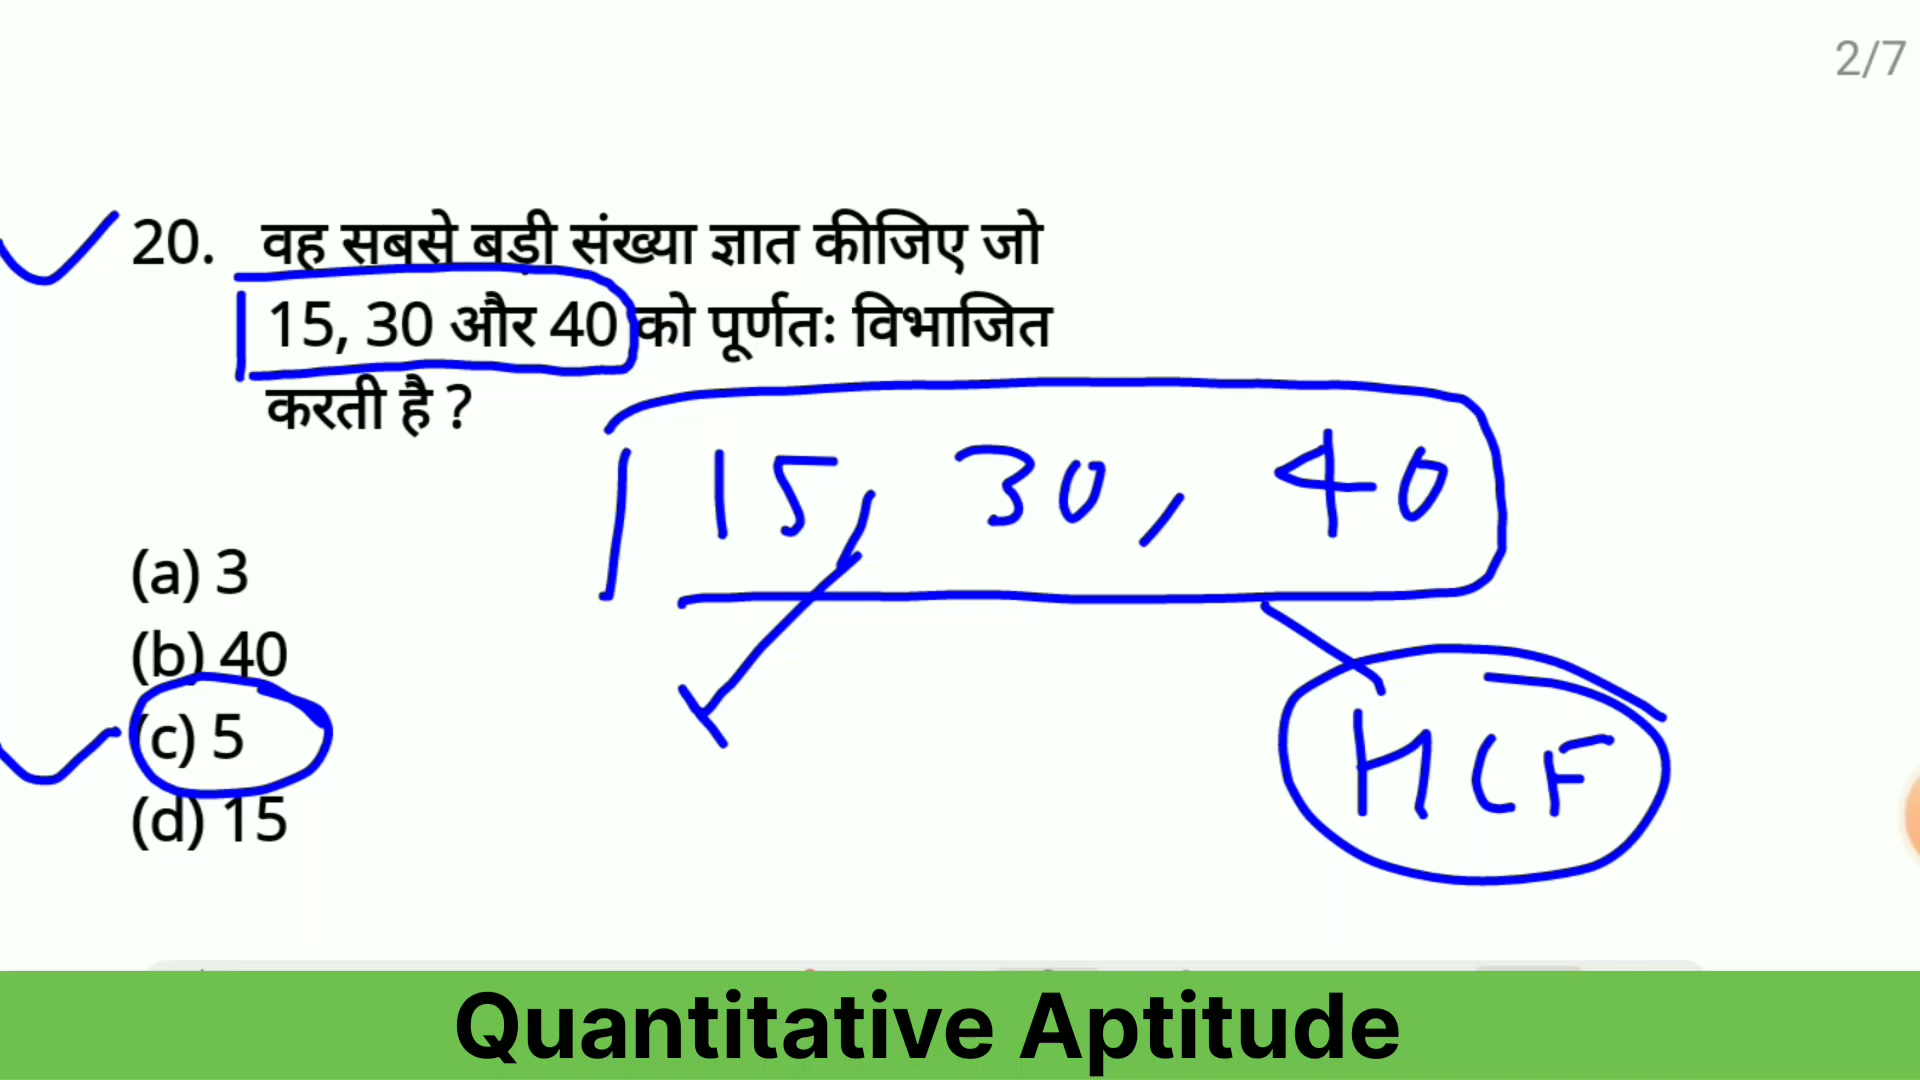 2/7
20. वह सबसे बडी संख्या ज्ञात कीजिए जो
15, 30 और 40 को पूर्णतः विभाजित
करती है ?
15, 30, 40
(a) 3
(b) 40
(c) 5
(d) 15
HCF
Quantitative Aptitude